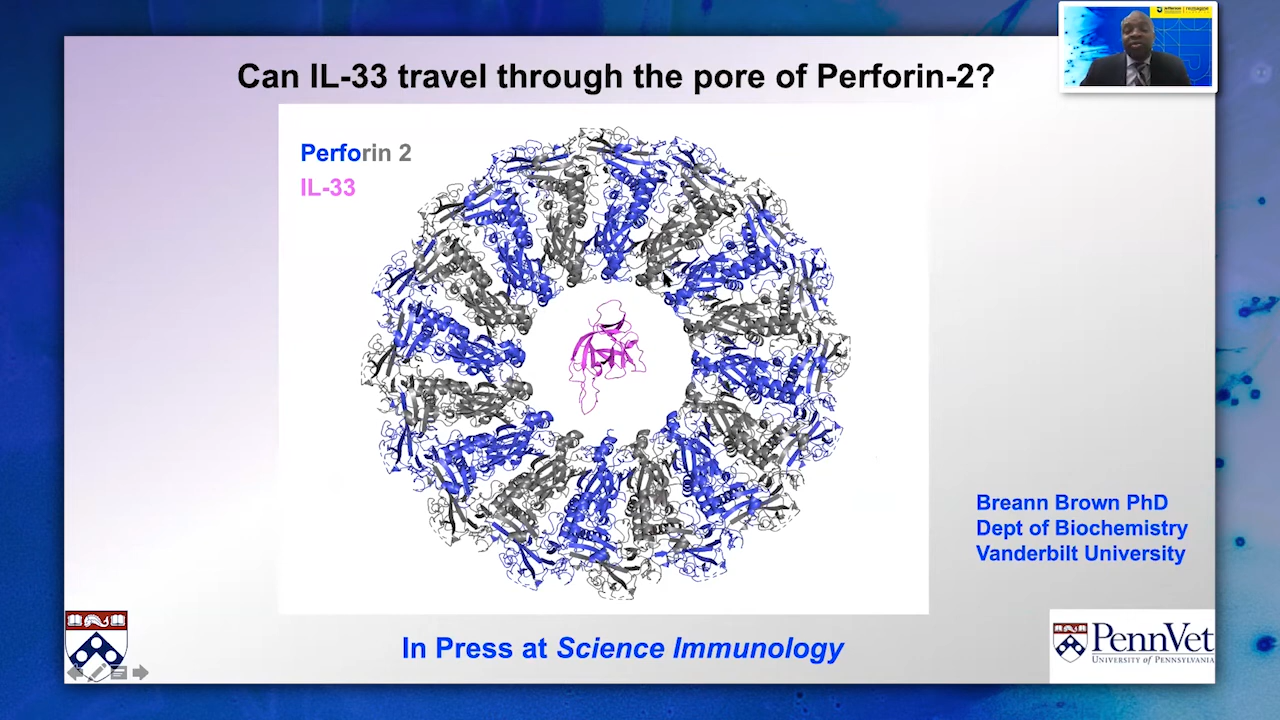 Can IL-33 travel through the pore of Perforin-2?
Perforin 2
IL-33
Breann Brown PhD
Dept of Biochemistry
Vanderbilt University
In Press at Science Immunology
PennVet
University of Pennsylvania